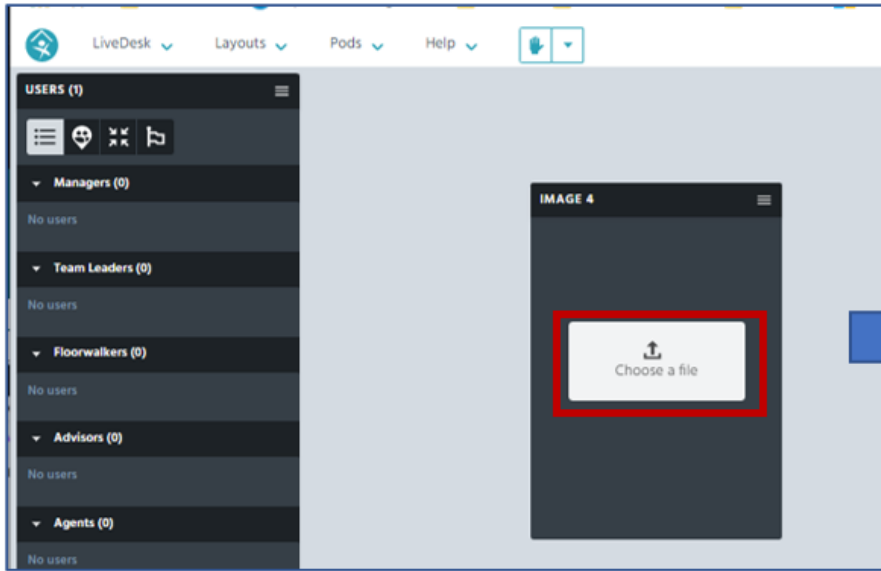 LiveDesk Layouts Pods Help
USERS (1)
Managers (0)
No users
Team Leaders (0)
No users
Floorwalkers (0)
No users
Advisors (0)
No users
Agents (0)
No users
IMAGE 4
Choose a file